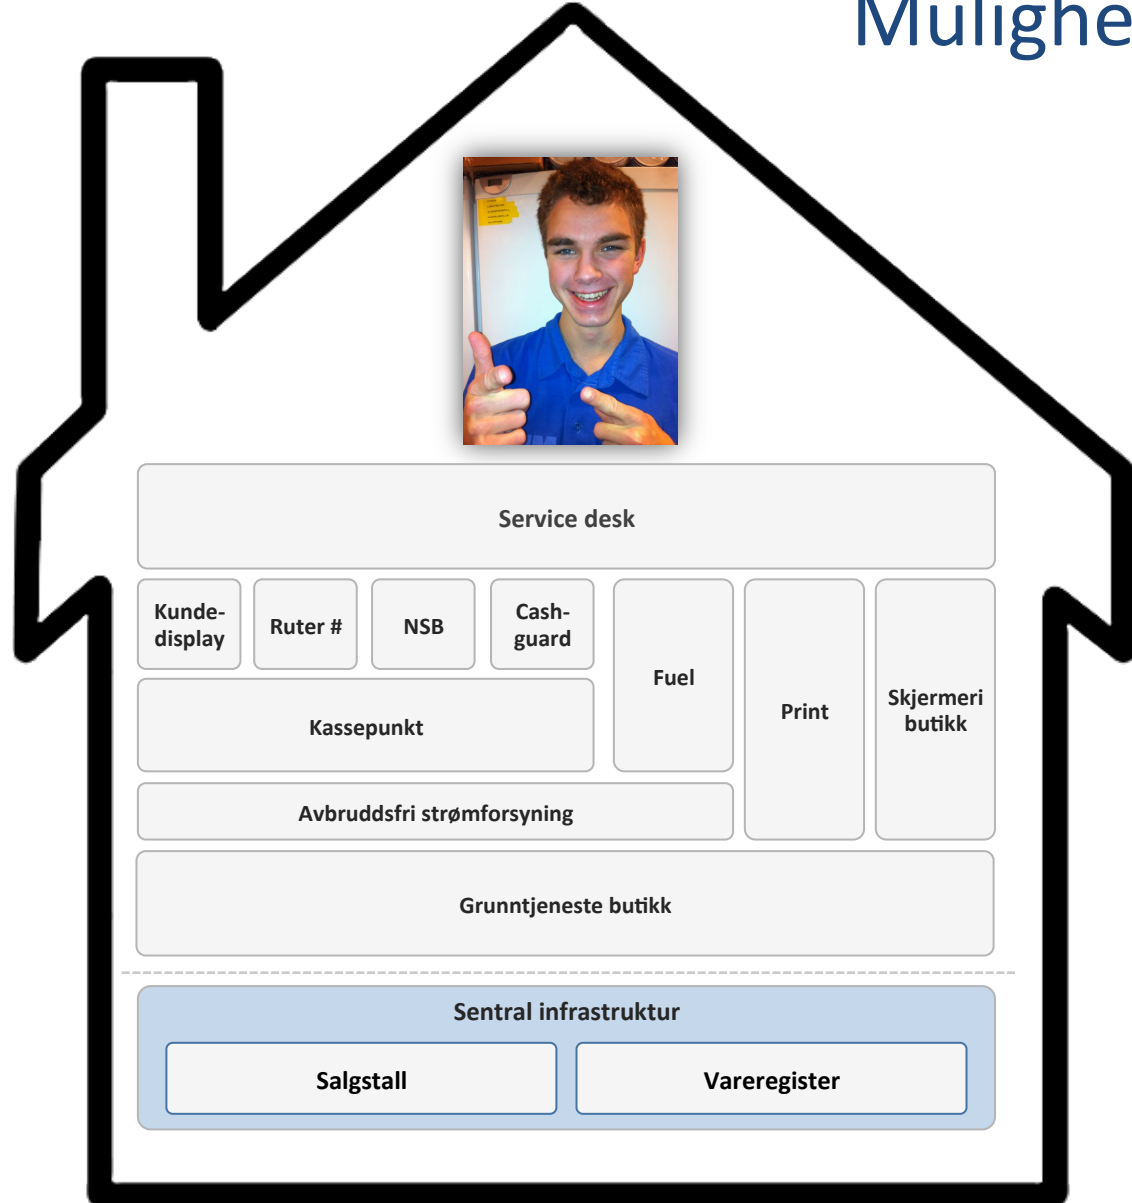 Mulighe
Service desk
Kunde-
display
Ruter #
NSB
Cash-
guard
Fuel
Print
Skjermeri
butikk
Kassepunkt
Avbruddsfri strømforsyning
Grunntjeneste butikk
Sentral infrastruktur
Salgstall
Vareregister